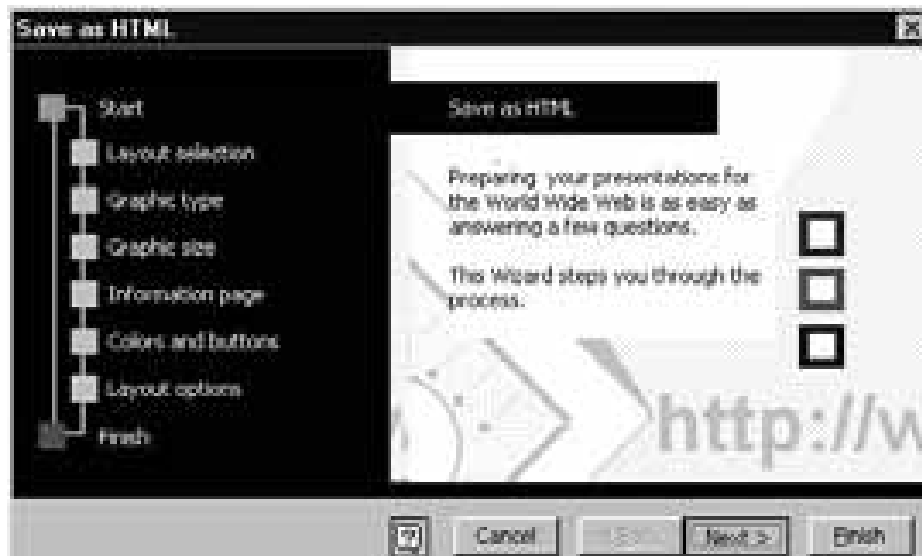 Save as HTML
Start
Layout selection
Graphic type
Graphic size
Information page
Colors and buttons
Layout options
Finish
Save as HTML
Preparing your presentations for
the World Wide Web is as easy as
answering a few questions.
This Wizard steps you through the
process.
http://w
Cancel
Next >
Finish